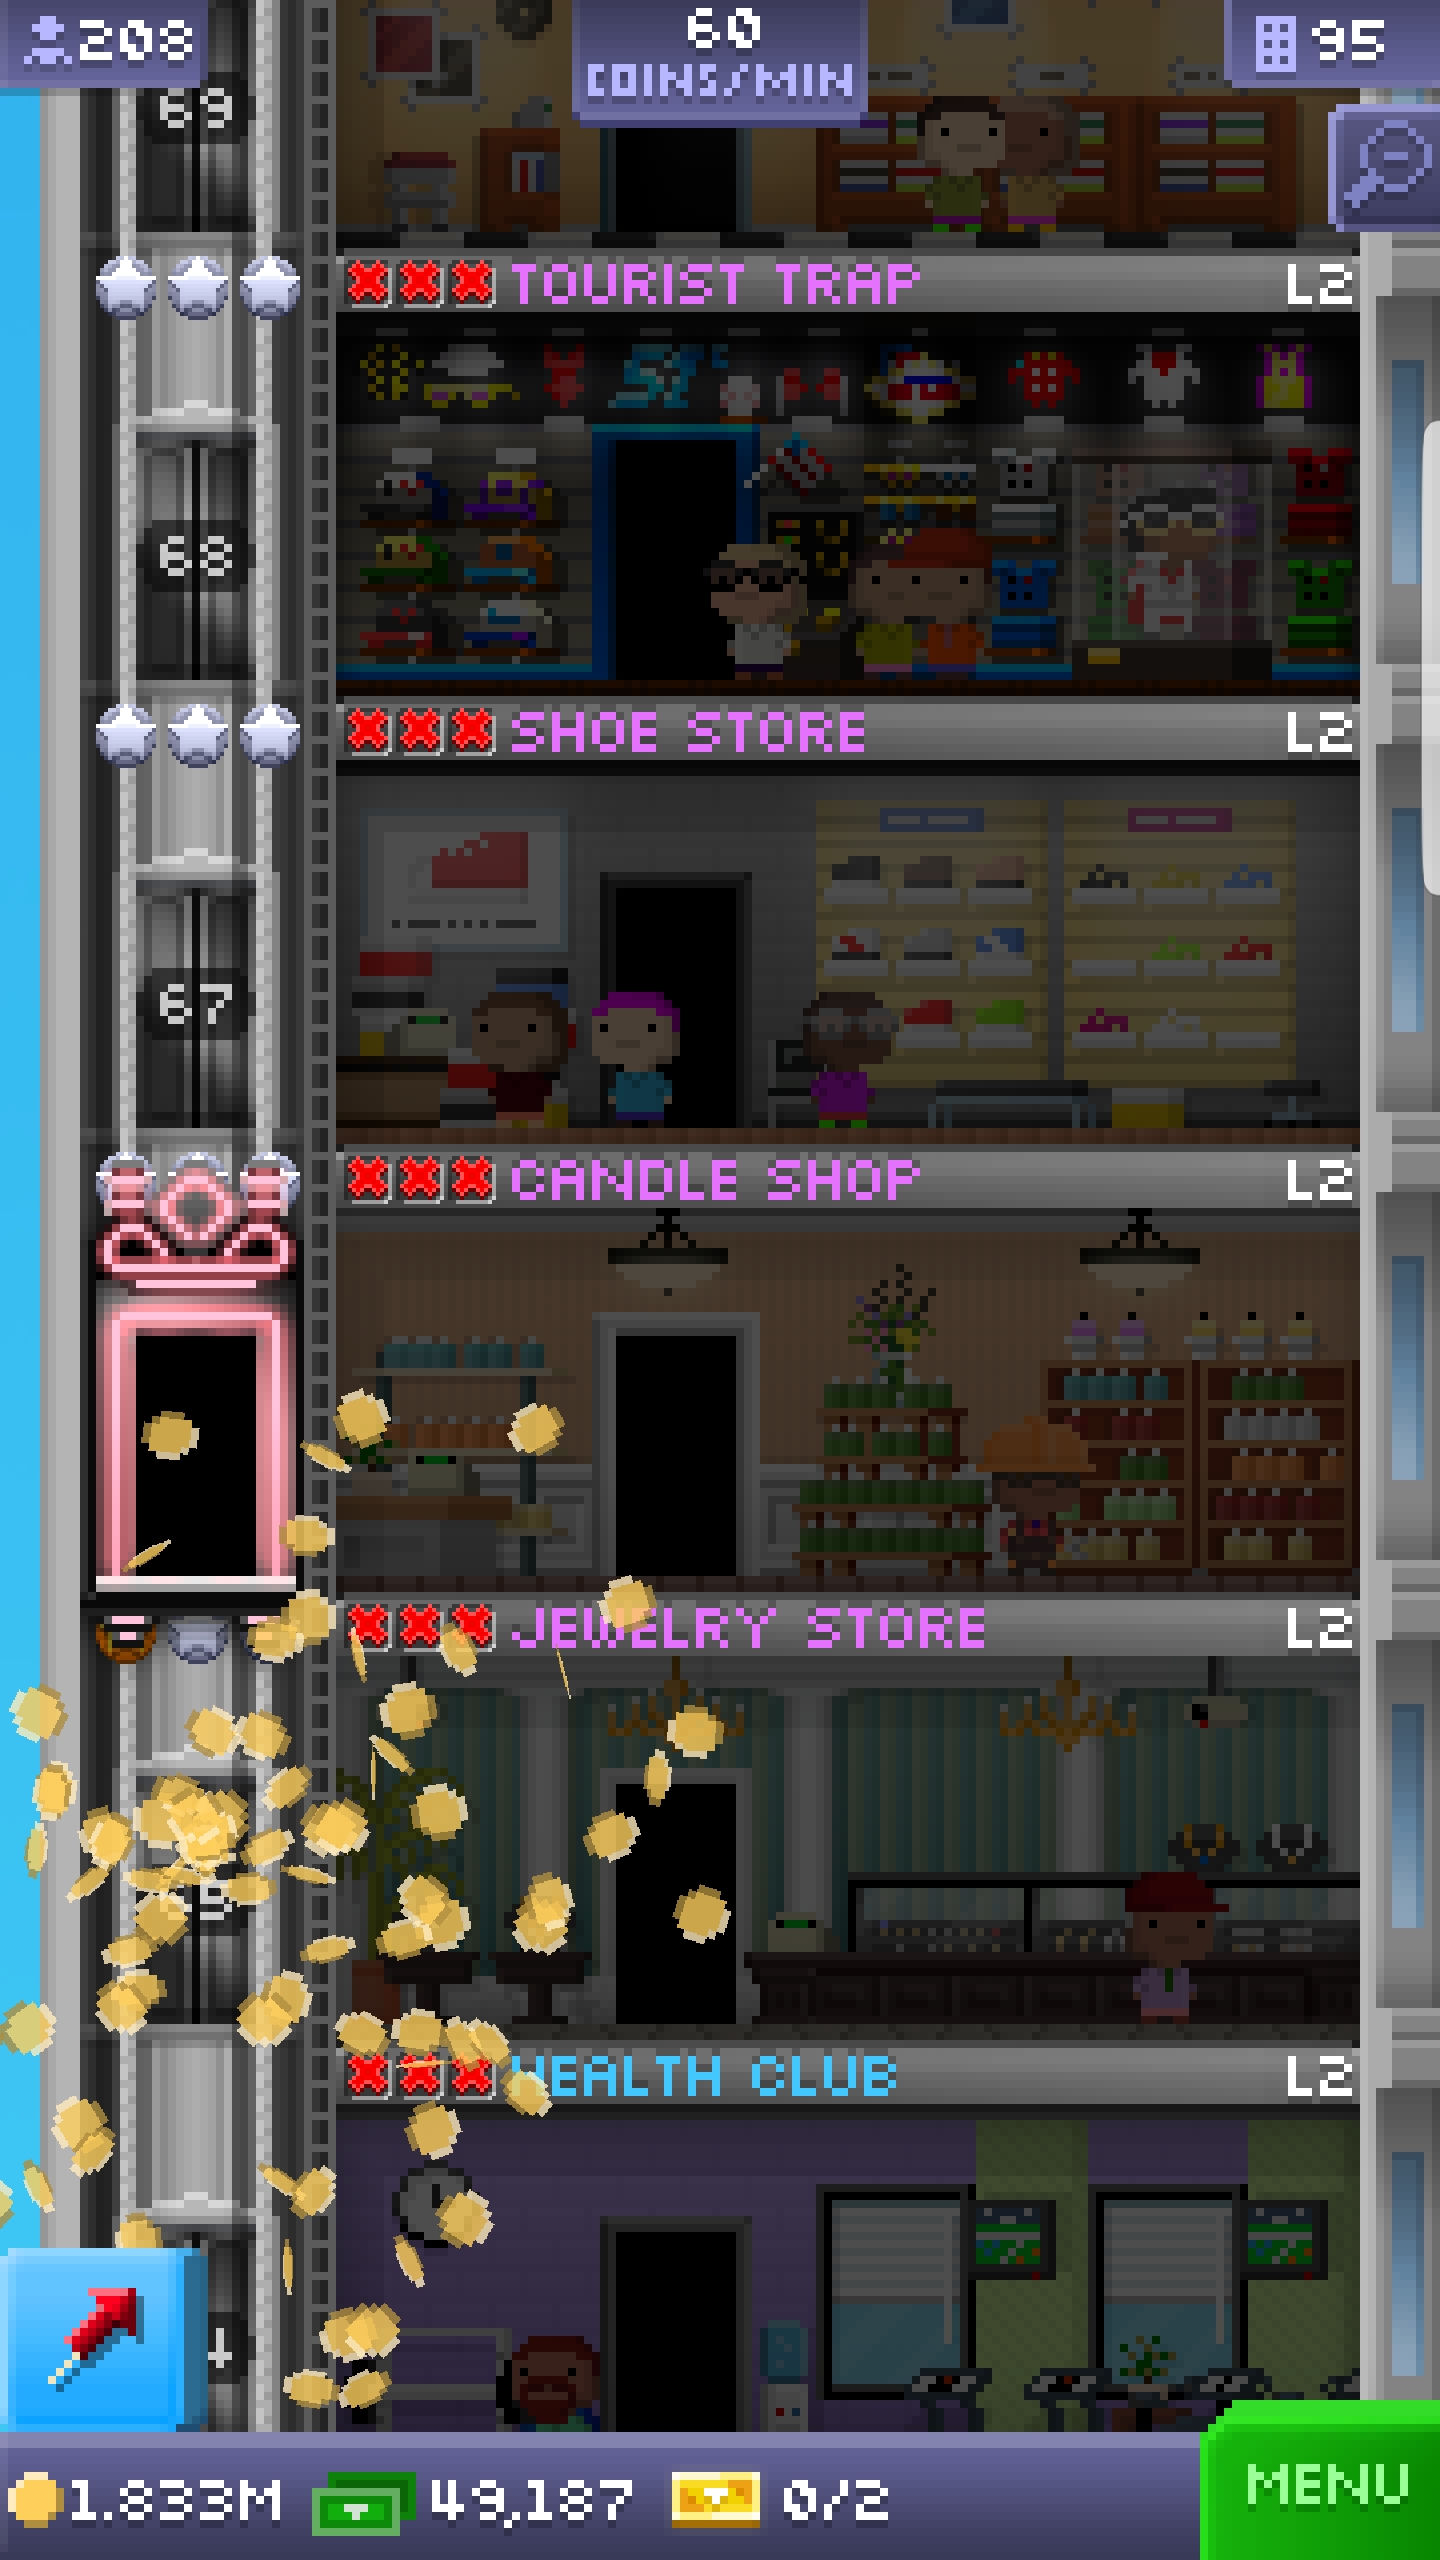 208
60
COINS/MIN
95
69
TOURIST TRAP L2
68
SHOE STORE L2
67
CANDLE SHOP L2
JEWELRY STORE L2
HEALTH CLUB L2
1.833M 49,187 0/2 MENU